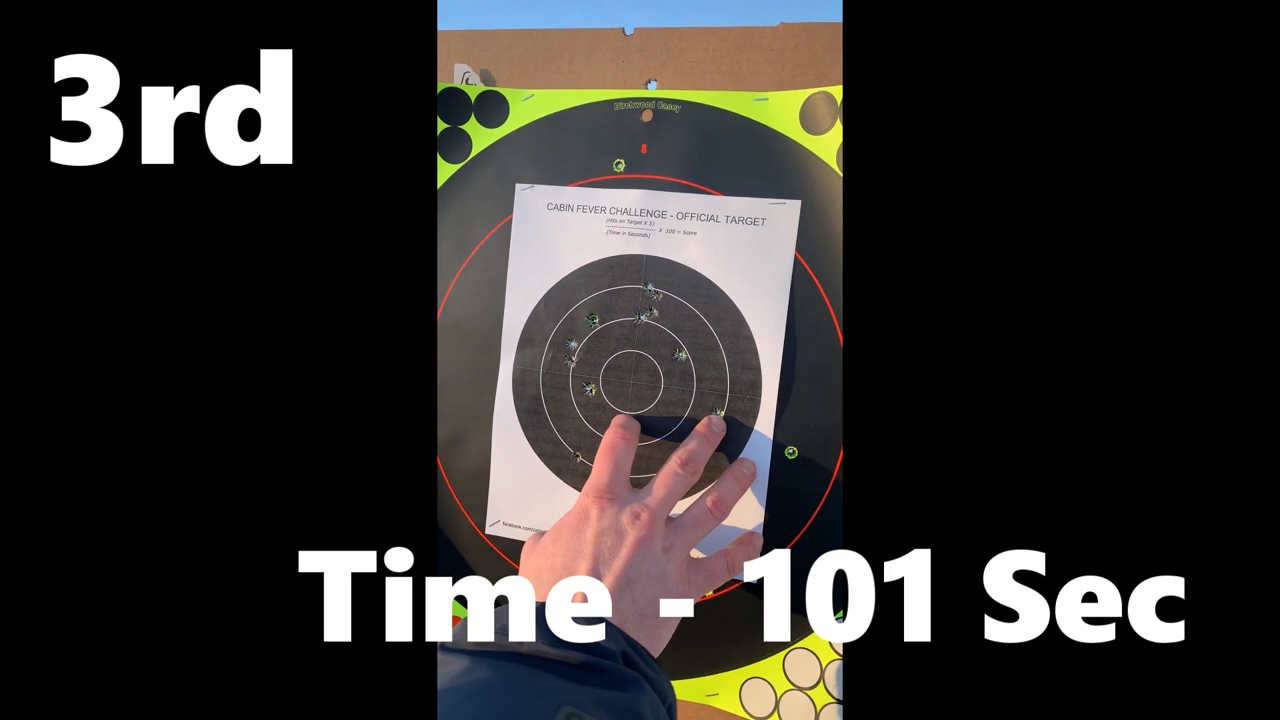 3rd
Birchwood Casey
8
CABIN FEVER CHALLENGE - OFFICIAL TARGET
(Hits on Target X 5)
(Time in Seconds)
X 100 = Score
Time - 101 Sec